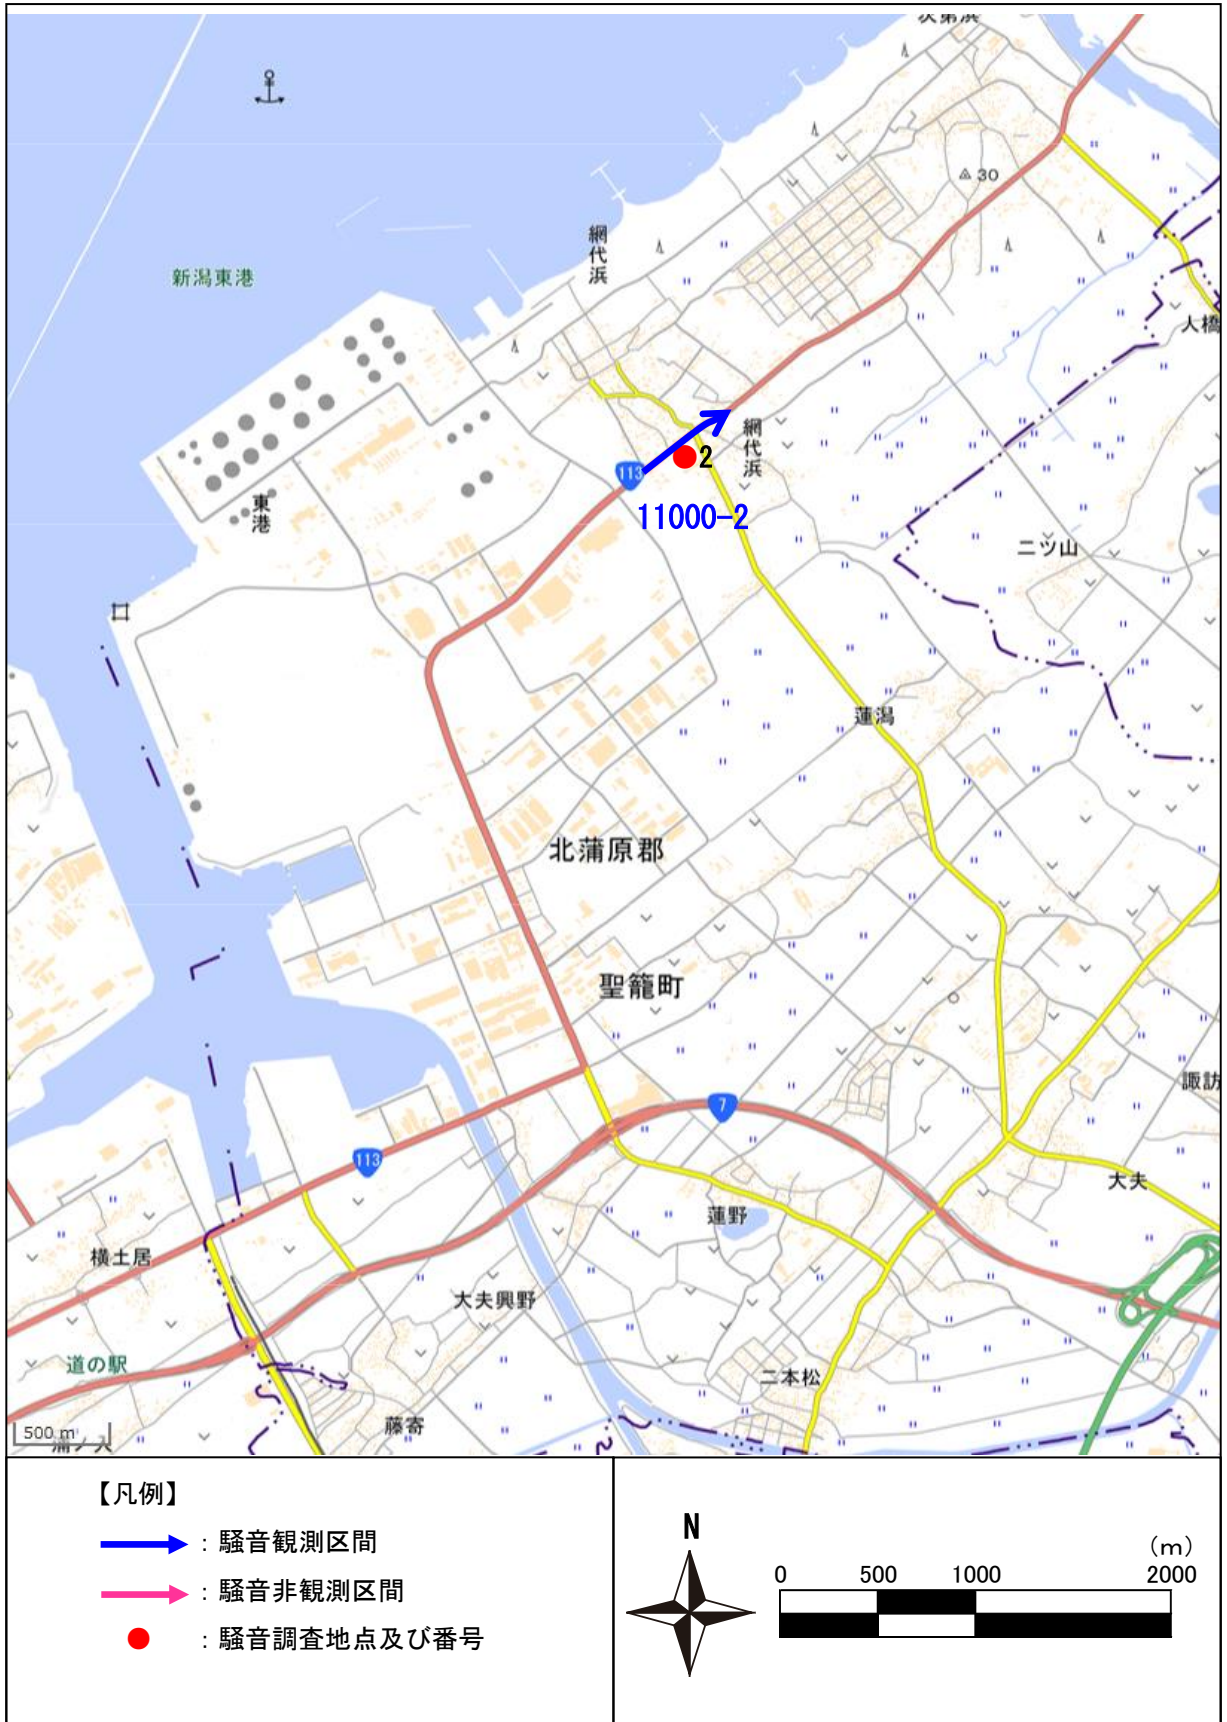 次第浜
30
網代浜
新潟東港
人橋
網代浜
2
113
11000-2
東港
二ツ山
蓮潟
北蒲原郡
聖籠町
諏訪
7
113
大夫
蓮野
横土居
大夫興野
道の駅
二本松
藤寄
500 m
【凡例】
：騒音観測区間
：騒音非観測区間
：騒音調査地点及び番号
N
（m）
0 500 1000 2000